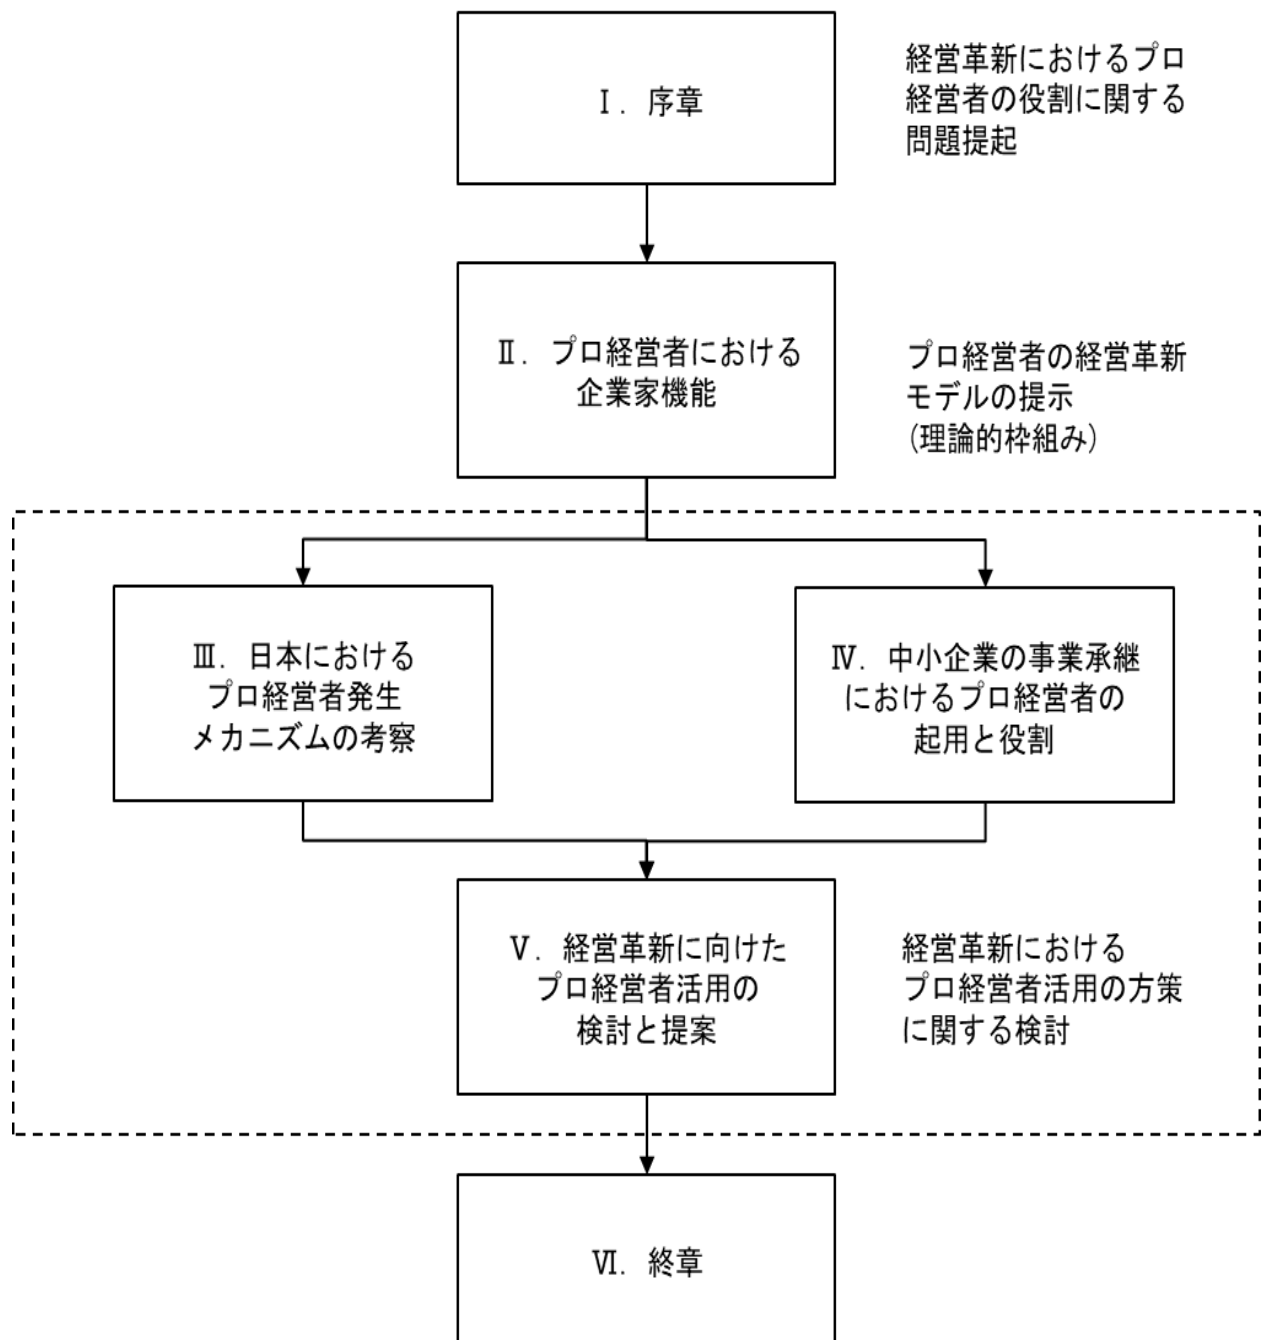 Ⅰ．序章
経営革新におけるプロ
経営者の役割に関する
問題提起
Ⅱ．プロ経営者における
企業家機能
プロ経営者の経営革新
モデルの提示
(理論的枠組み)
Ⅲ．日本における
プロ経営者発生
メカニズムの考察
Ⅳ．中小企業の事業承継
におけるプロ経営者の
起用と役割
Ⅴ．経営革新に向けた
プロ経営者活用の
検討と提案
経営革新における
プロ経営者活用の方策
に関する検討
Ⅵ．終章